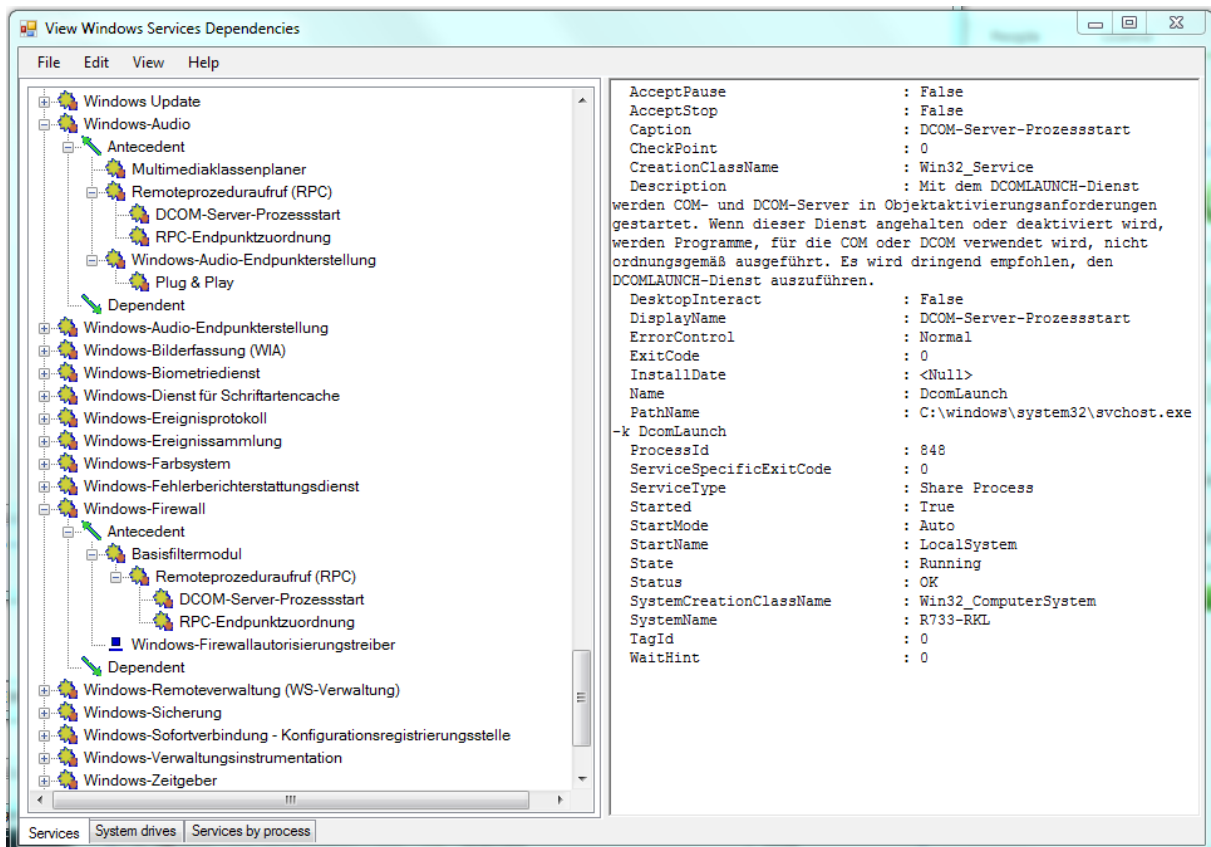 View Windows Services Dependencies
File Edit View Help
Windows Update
Windows-Audio
Antecedent
Multimediaklassenplaner
Remoteprozeduraufruf (RPC)
DCOM-Server-Prozessstart
RPC-Endpunktzuordnung
Windows-Audio-Endpunkterstellung
Plug & Play
Dependent
Windows-Audio-Endpunkterstellung
Windows-Bilderfassung (WIA)
Windows-Biometriedienst
Windows-Dienst für Schriftartencache
Windows-Ereignisprotokoll
Windows-Ereignissammlung
Windows-Farbsystem
Windows-Fehlerberichterstattungsdienst
Windows-Firewall
Antecedent
Basisfiltermodul
Remoteprozeduraufruf (RPC)
DCOM-Server-Prozessstart
RPC-Endpunktzuordnung
Windows-Firewallautorisierungstreiber
Dependent
Windows-Remoteverwaltung (WS-Verwaltung)
Windows-Sicherung
Windows-Sofortverbindung - Konfigurationsregistrierungsstelle
Windows-Verwaltungsinstrumentation
Windows-Zeitgeber
Services System drives Services by process
AcceptPause : False
AcceptStop : False
Caption : DCOM-Server-Prozessstart
CheckPoint : 0
CreationClassName : Win32_Service
Description : Mit dem DCOMLAUNCH-Dienst
werden COM- und DCOM-Server in Objektaktivierungsanforderungen
gestartet. Wenn dieser Dienst angehalten oder deaktiviert wird,
werden Programme, für die COM oder DCOM verwendet wird, nicht
ordnungsgemäß ausgeführt. Es wird dringend empfohlen, den
DCOMLAUNCH-Dienst auszuführen.
DesktopInteract : False
DisplayName : DCOM-Server-Prozessstart
ErrorControl : Normal
ExitCode : 0
InstallDate : <Null>
Name : DcomLaunch
PathName : C:\windows\system32\svchost.exe
-k DcomLaunch
ProcessId : 848
ServiceSpecificExitCode : 0
ServiceType : Share Process
Started : True
StartMode : Auto
StartName : LocalSystem
State : Running
Status : OK
SystemCreationClassName : Win32_ComputerSystem
SystemName : R733-RKL
TagId : 0
WaitHint : 0